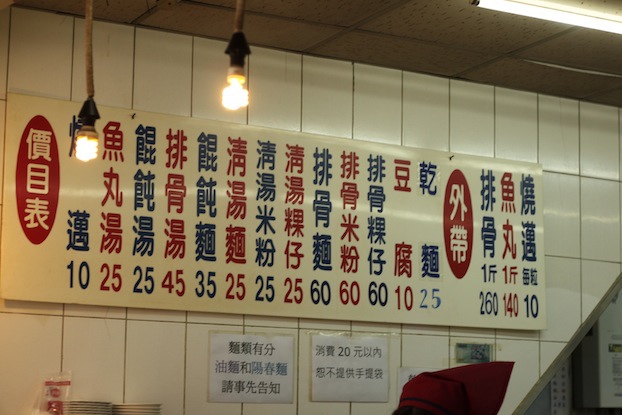 價目表
燒邁 10
魚丸湯 25
餛飩湯 25
排骨湯 45
餛飩麵 35
清湯麵 25
清湯米粉 25
清湯粿仔 25
排骨麵 60
排骨米粉 60
排骨粿仔 60
豆腐 10
乾麵 25
外帶
排骨 1斤 260
魚丸 1斤 140
燒邁 每粒 10
麵類有分
油麵和陽春麵
請事先告知
消費 20 元以內
恕不提供手提袋